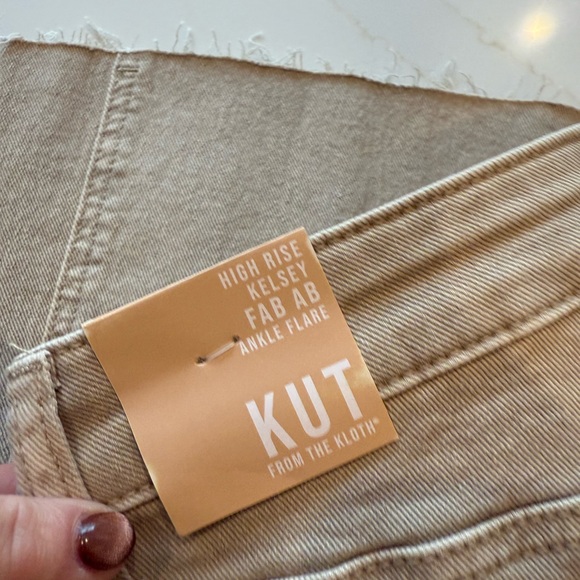 HIGH RISE
KELSEY
FAB AB
ANKLE FLARE
KUT
FROM THE KLOTH®